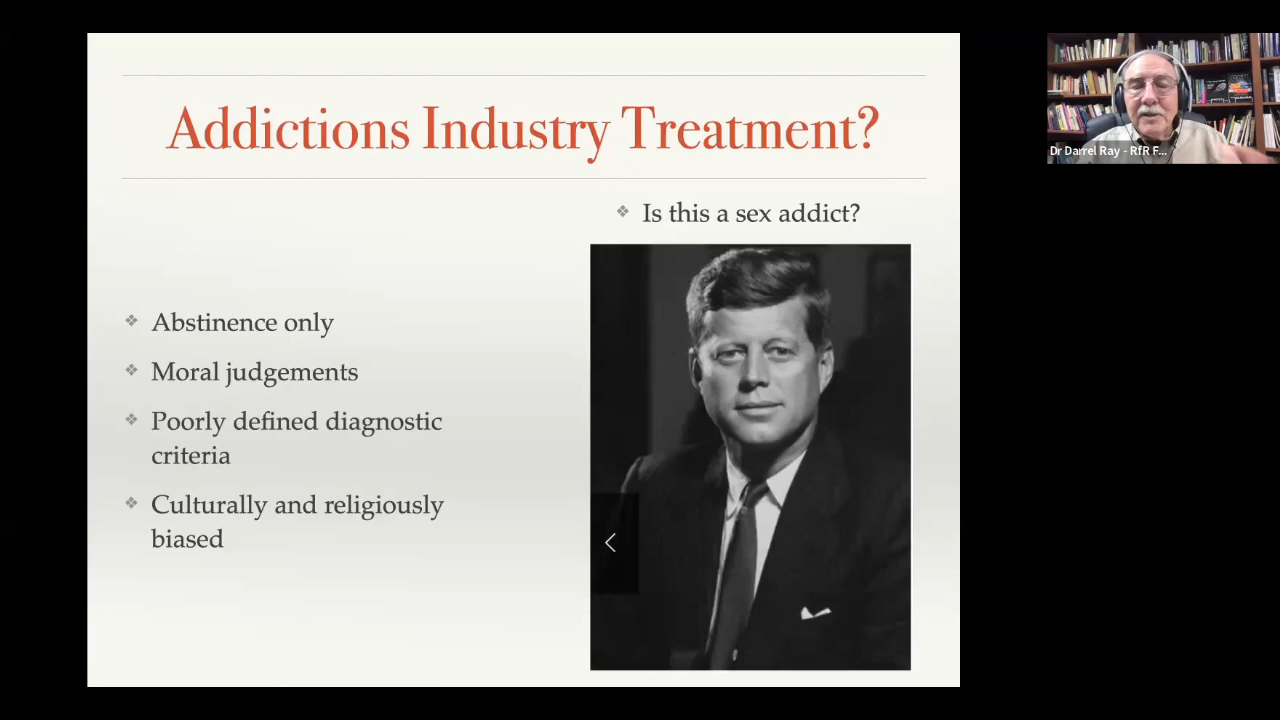 Addictions Industry Treatment?
Is this a sex addict?
Abstinence only
Moral judgements
Poorly defined diagnostic
criteria
Culturally and religiously
biased
Dr Darrel Ray - RfR F...